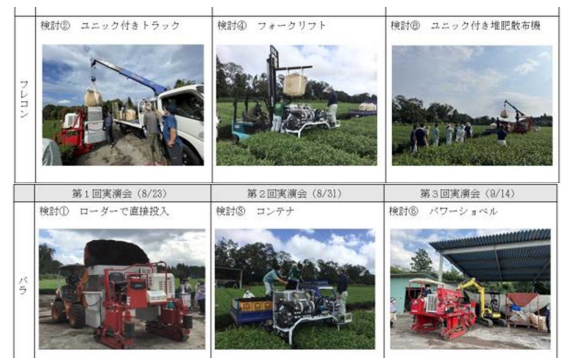 検討② ユニック付きトラック
検討④ フォークリフト
検討⑧ ユニック付き堆肥散布機
フレコン
第1回実演会（8/23）
第2回実演会（8/31）
第3回実演会（9/14）
検討① ローダーで直接投入
検討③ コンテナ
検討⑥ パワーショベル
バラ